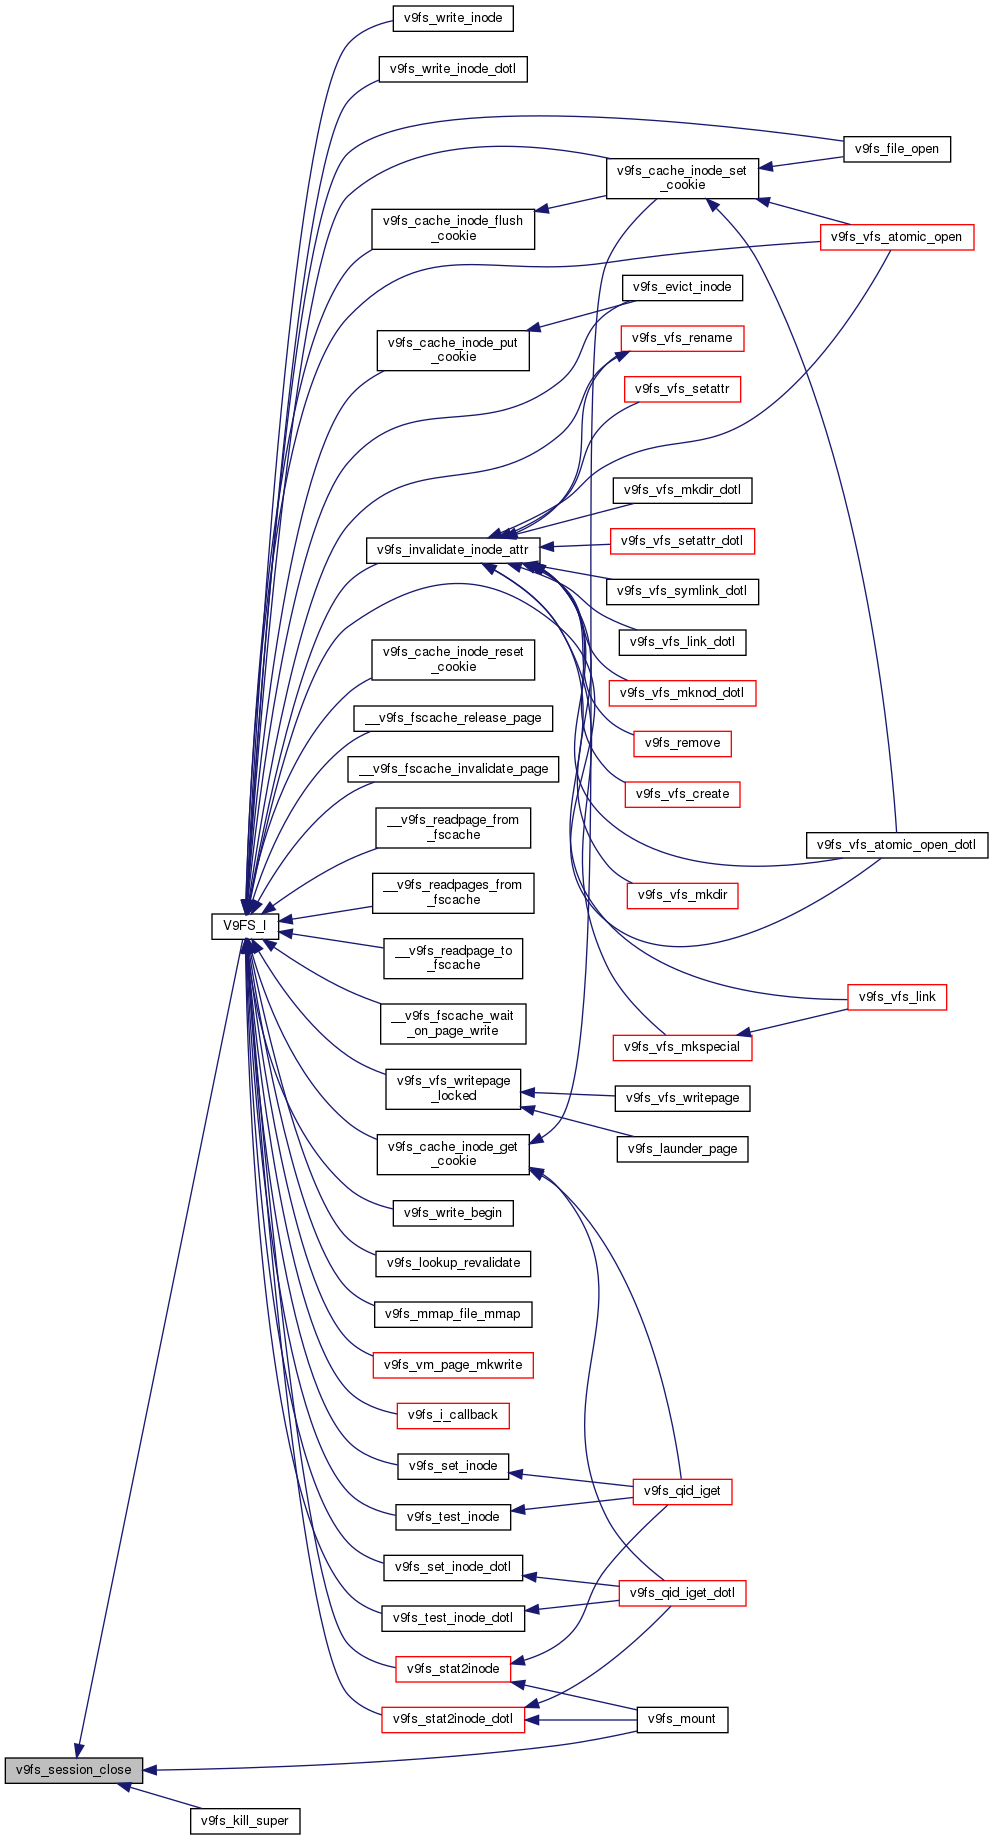 v9fs_write_inode
v9fs_write_inode_dotl
v9fs_file_open
v9fs_cache_inode_set
_cookie
v9fs_cache_inode_flush
_cookie
v9fs_vfs_atomic_open
v9fs_evict_inode
v9fs_cache_inode_put
_cookie
v9fs_vfs_rename
v9fs_vfs_setattr
v9fs_vfs_mkdir_dotl
v9fs_invalidate_inode_attr
v9fs_vfs_setattr_dotl
v9fs_vfs_symlink_dotl
v9fs_vfs_link_dotl
v9fs_cache_inode_reset
_cookie
v9fs_vfs_mknod_dotl
__v9fs_fscache_release_page
v9fs_remove
__v9fs_fscache_invalidate_page
v9fs_vfs_create
__v9fs_readpage_from
_fscache
v9fs_vfs_atomic_open_dotl
__v9fs_readpages_from
_fscache
v9fs_vfs_mkdir
V9FS_I
__v9fs_readpage_to
_fscache
v9fs_vfs_link
__v9fs_fscache_wait
_on_page_write
v9fs_vfs_mkspecial
v9fs_vfs_writepage
_locked
v9fs_vfs_writepage
v9fs_cache_inode_get
_cookie
v9fs_launder_page
v9fs_write_begin
v9fs_lookup_revalidate
v9fs_mmap_file_mmap
v9fs_vm_page_mkwrite
v9fs_i_callback
v9fs_set_inode
v9fs_qid_iget
v9fs_test_inode
v9fs_set_inode_dotl
v9fs_qid_iget_dotl
v9fs_test_inode_dotl
v9fs_stat2inode
v9fs_stat2inode_dotl
v9fs_mount
v9fs_session_close
v9fs_kill_super